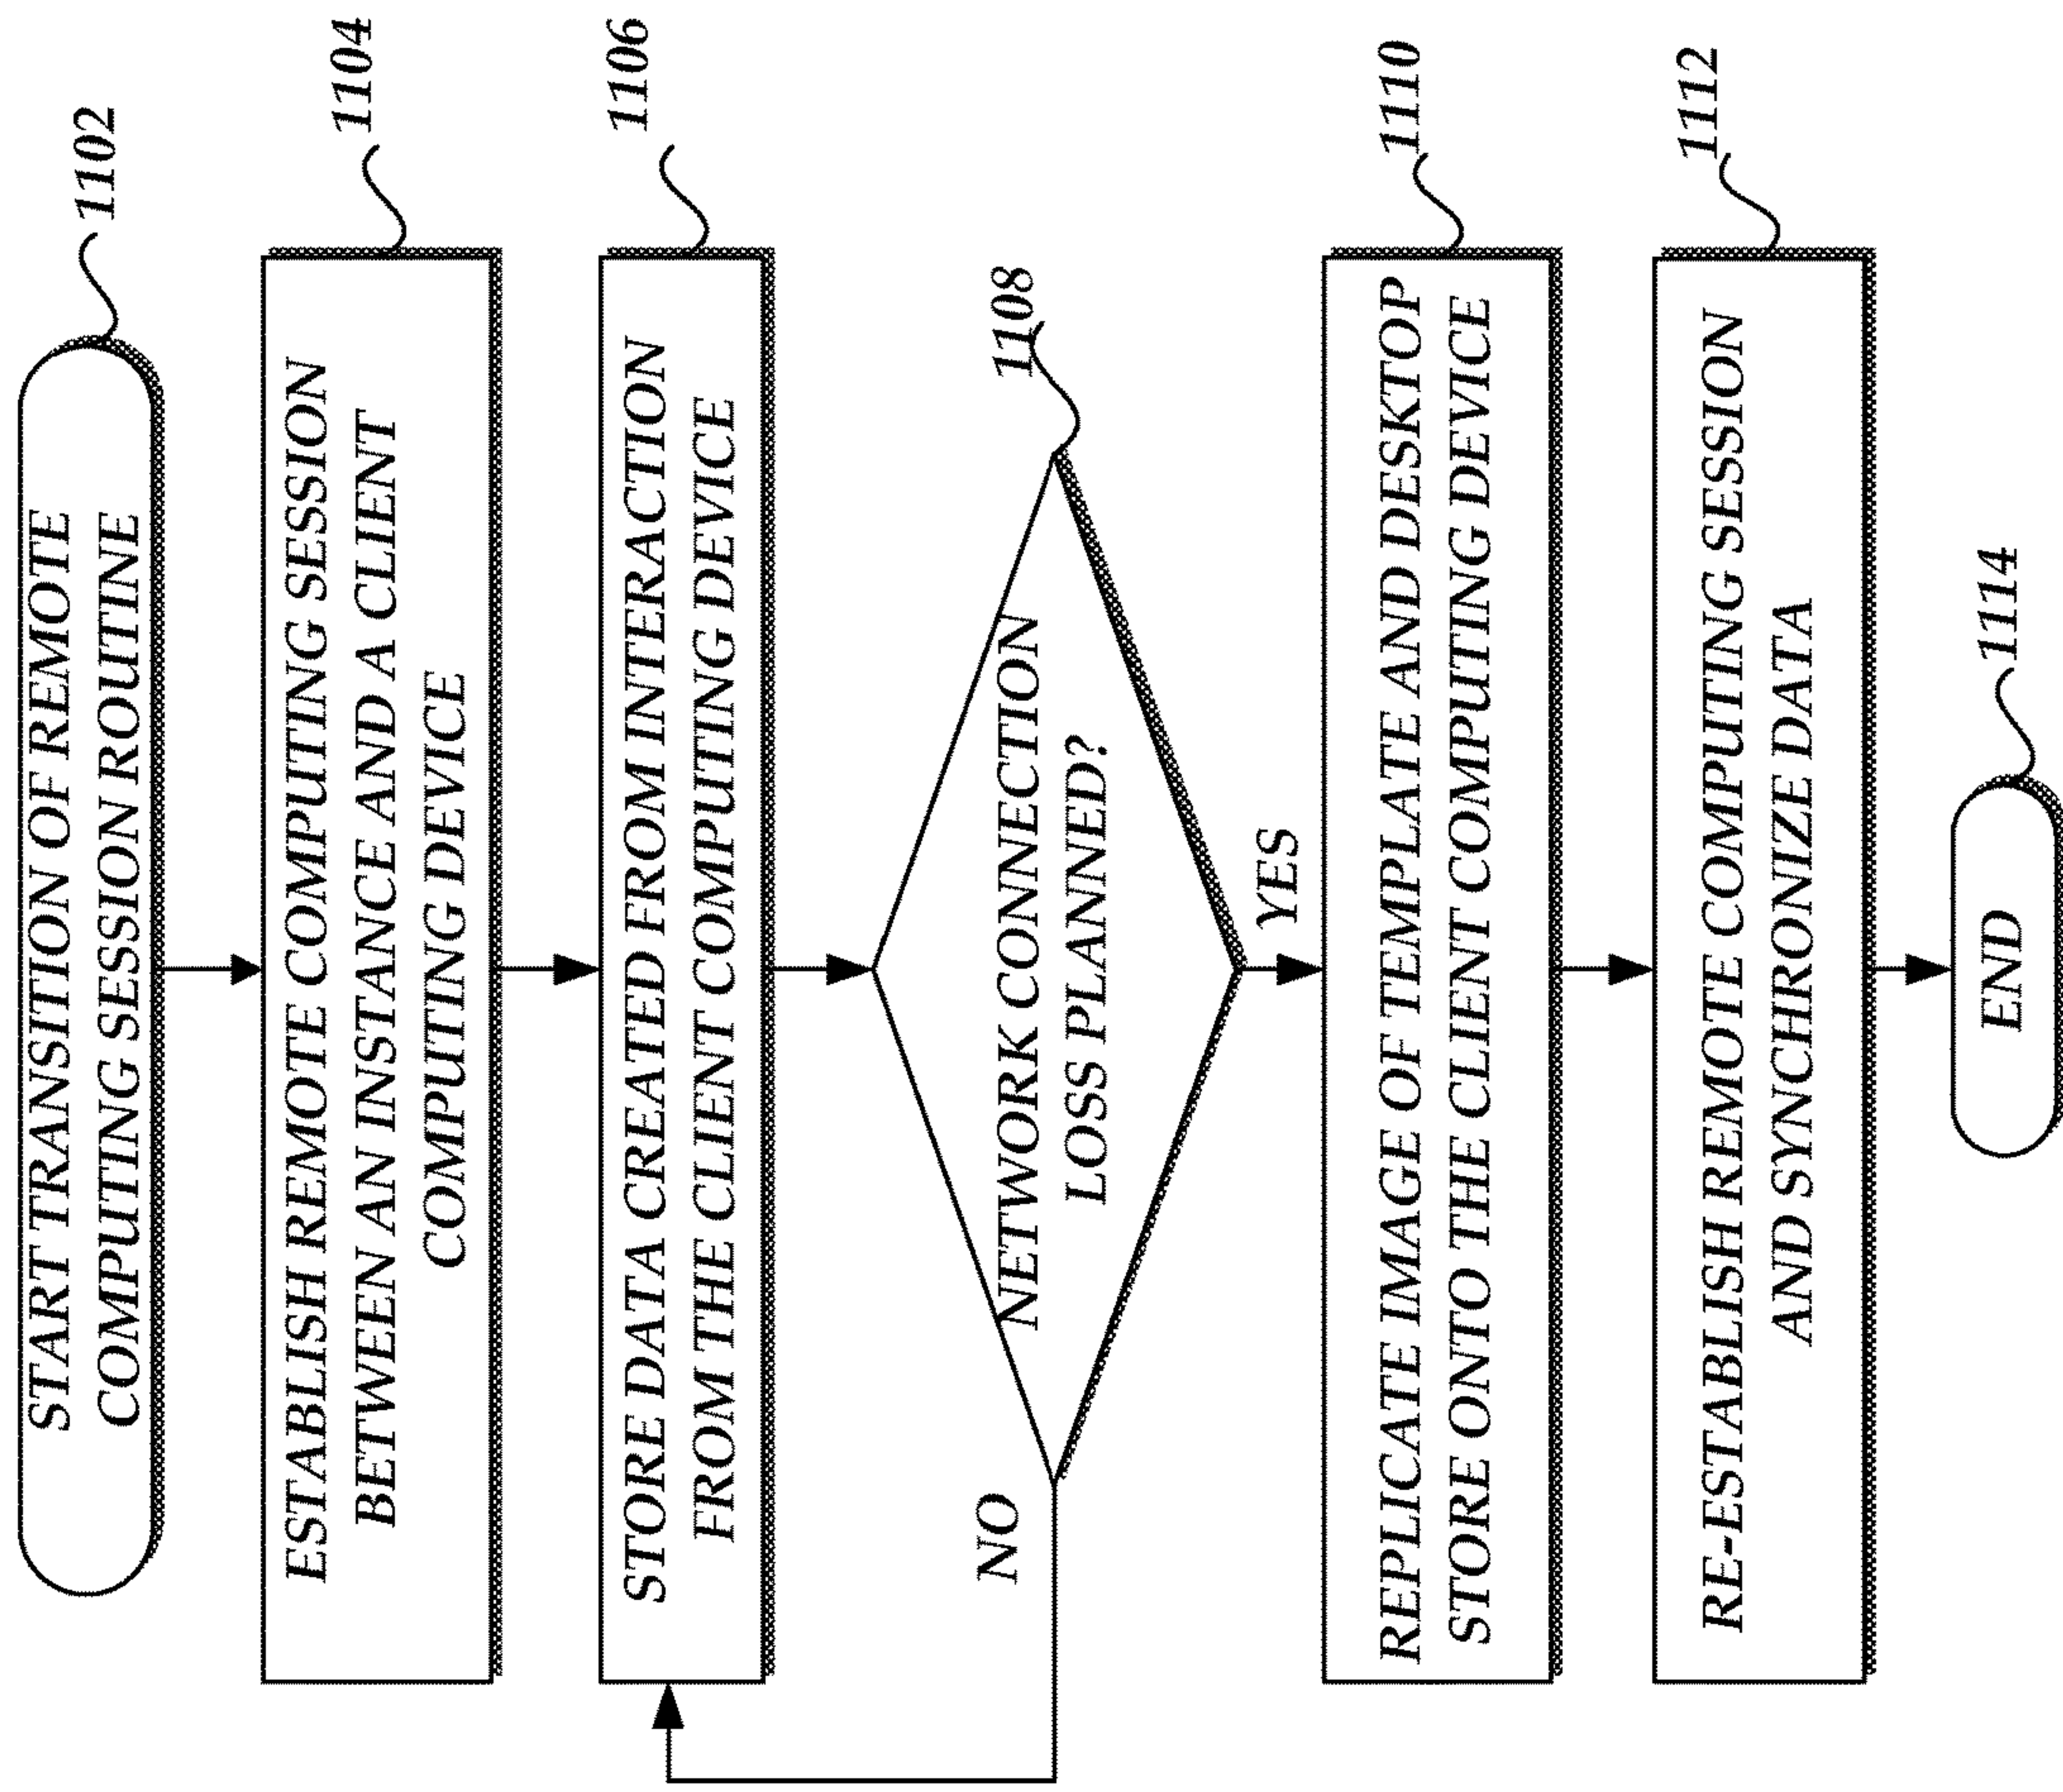 START TRANSITION OF REMOTE
COMPUTING SESSION ROUTINE
1102
ESTABLISH REMOTE COMPUTING SESSION
BETWEEN AN INSTANCE AND A CLIENT
COMPUTING DEVICE
1104
STORE DATA CREATED FROM INTERACTION
FROM THE CLIENT COMPUTING DEVICE
1106
NETWORK CONNECTION
LOSS PLANNED?
1108
NO
YES
REPLICATE IMAGE OF TEMPLATE AND DESKTOP
STORE ONTO THE CLIENT COMPUTING DEVICE
1110
RE-ESTABLISH REMOTE COMPUTING SESSION
AND SYNCHRONIZE DATA
1112
END
1114